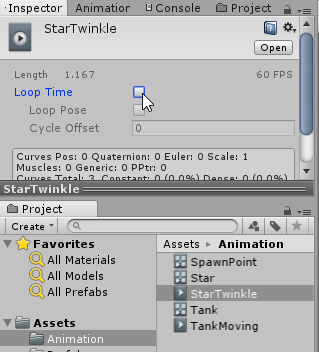 Inspector Animator Console Project
StarTwinkle
Open
Length 1.167 60 FPS
Loop Time
Loop Pose
Cycle Offset 0
Curves Pos: 0 Quaternion: 0 Euler: 0 Scale: 1
Muscles: 0 Generic: 0 PPtr: 0
Curves Total: 3, Constant: 0 (0.0%) Dense: 0 (0.0%)
StarTwinkle
Project
Create
Favorites
All Materials
All Models
All Prefabs
Assets
Animation
Assets Animation
SpawnPoint
Star
StarTwinkle
Tank
TankMoving